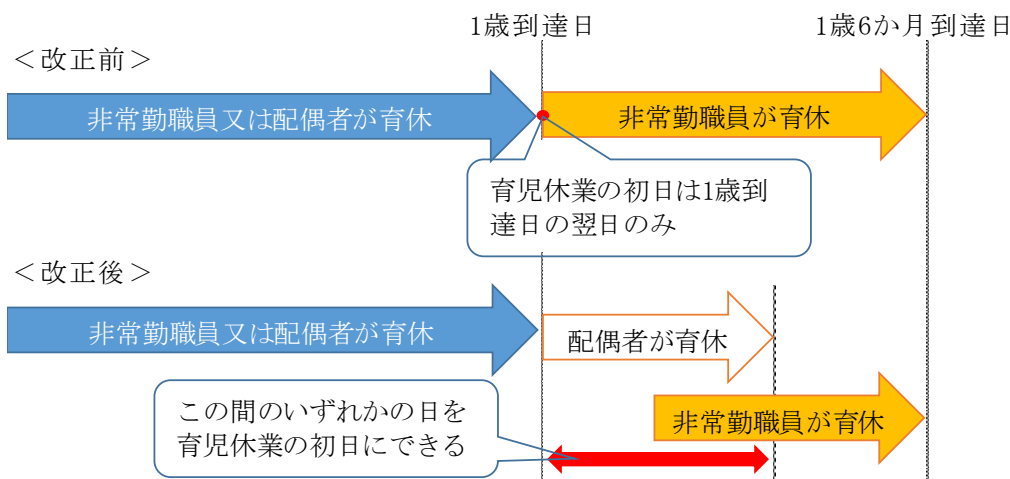 1歳到達日
1歳6か月到達日
＜改正前＞
非常勤職員又は配偶者が育休
非常勤職員が育休
育児休業の初日は1歳到
達日の翌日のみ
＜改正後＞
非常勤職員又は配偶者が育休
配偶者が育休
この間のいずれかの日を
育児休業の初日にできる
非常勤職員が育休